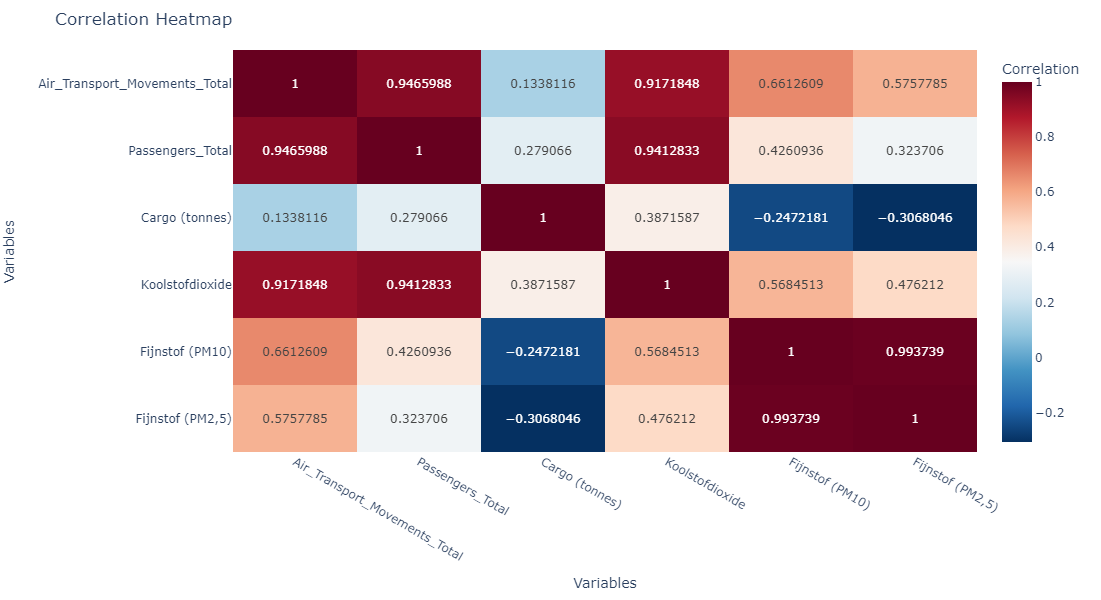 Correlation Heatmap
Correlation
Air_Transport_Movements_Total 1 0.9465988 0.1338116 0.9171848 0.6612609 0.5757785
Passengers_Total 0.9465988 1 0.279066 0.9412833 0.4260936 0.323706
Cargo (tonnes) 0.1338116 0.279066 1 0.3871587 −0.2472181 −0.3068046
Koolstofdioxide 0.9171848 0.9412833 0.3871587 1 0.5684513 0.476212
Fijnstof (PM10) 0.6612609 0.4260936 −0.2472181 0.5684513 1 0.993739
Fijnstof (PM2,5) 0.5757785 0.323706 −0.3068046 0.476212 0.993739 1
Variables
Air_Transport_Movements_Total
Passengers_Total
Cargo (tonnes)
Koolstofdioxide
Fijnstof (PM10)
Fijnstof (PM2,5)
Variables
1
0.8
0.6
0.4
0.2
0
−0.2